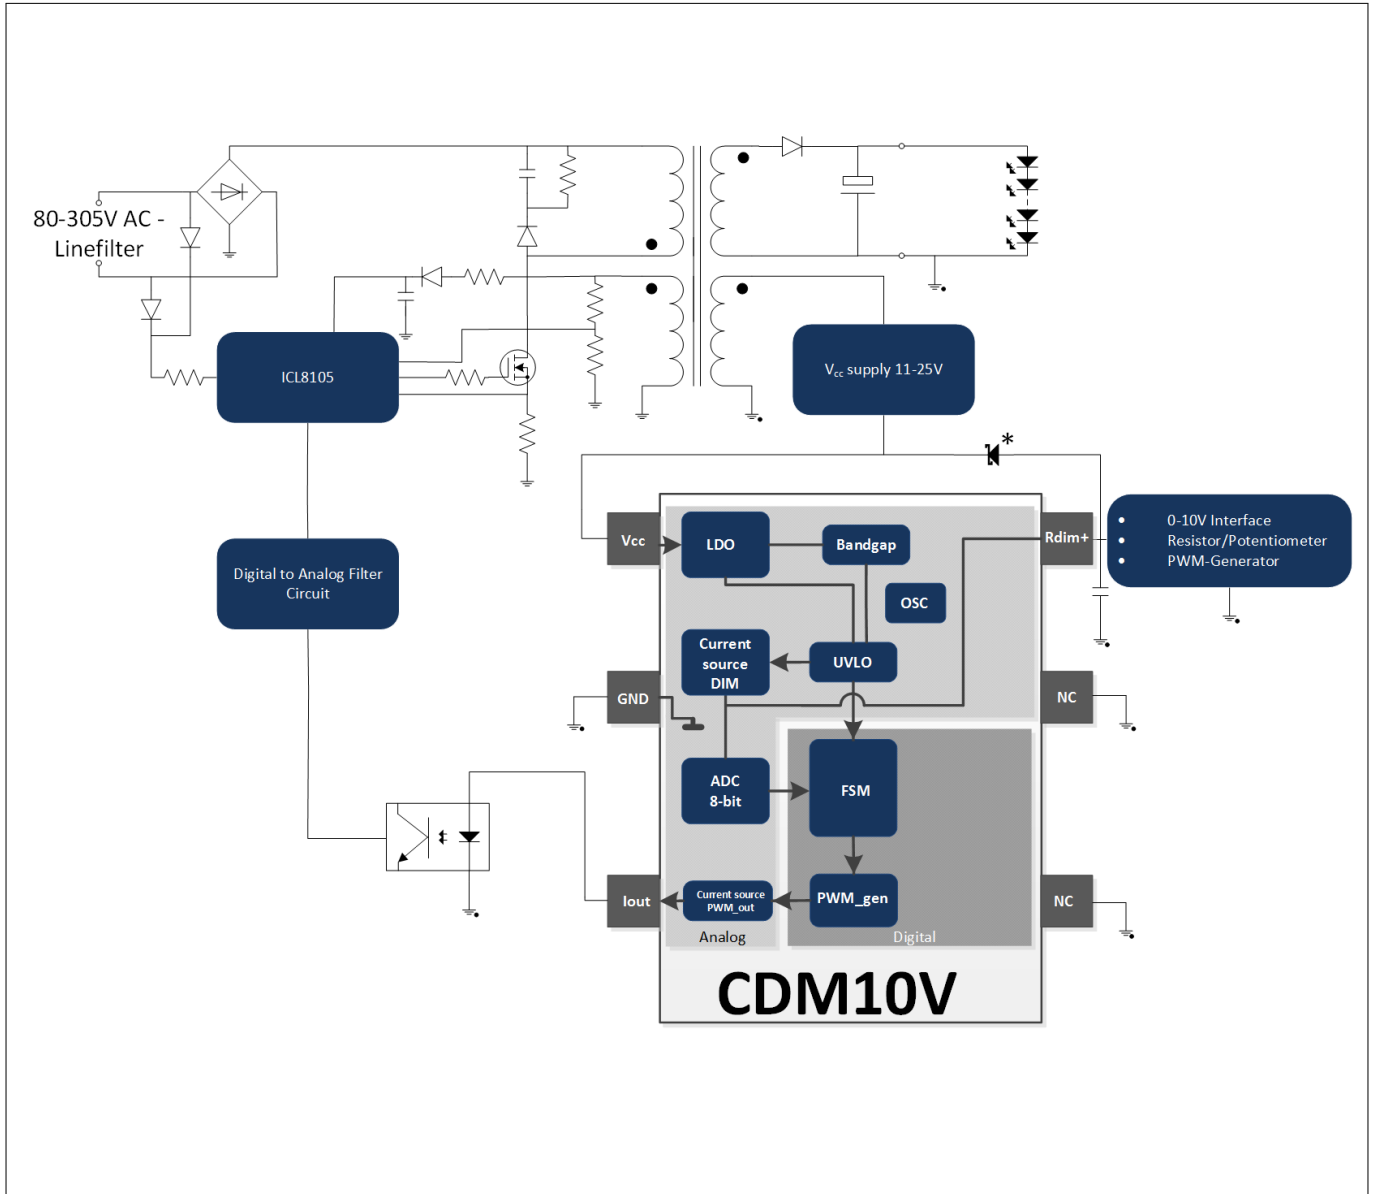 80-305V AC -
Linefilter
ICL8105
Vcc supply 11-25V
*
Digital to Analog Filter
Circuit
• 0-10V Interface
• Resistor/Potentiometer
• PWM-Generator
Vcc
LDO
Bandgap
Rdim+
OSC
Current
source
DIM
UVLO
GND
NC
ADC
8-bit
FSM
Iout
Current source
PWM_out
PWM_gen
NC
Analog
Digital
CDM10V